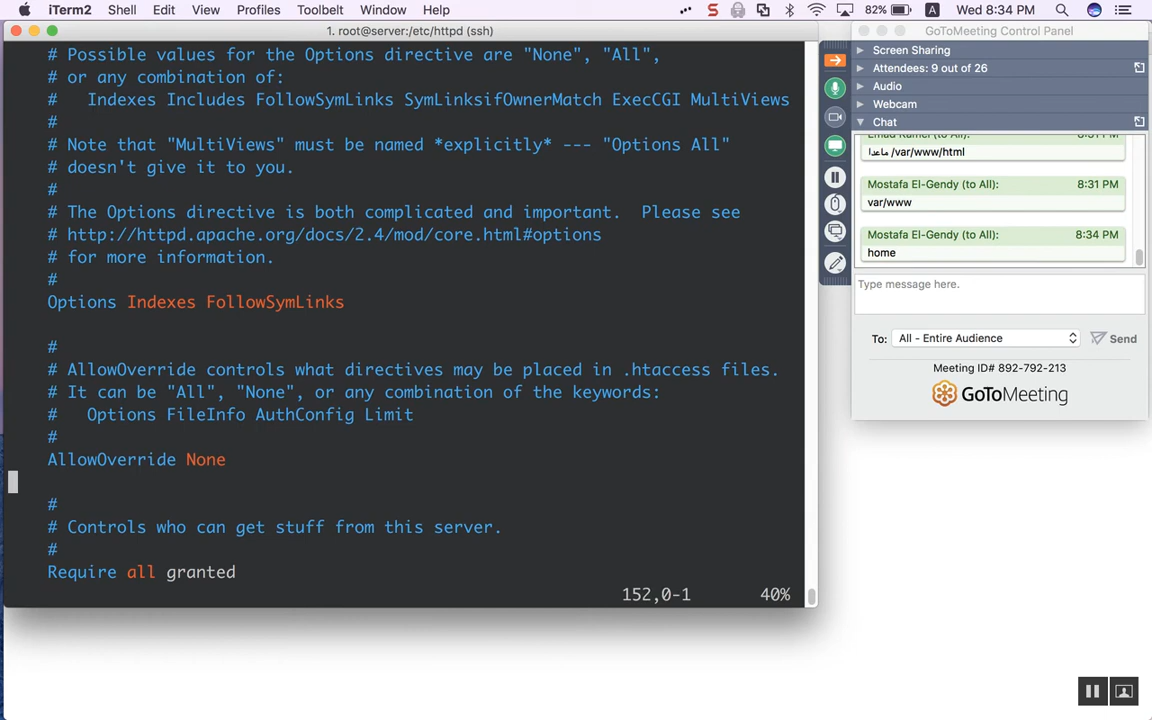 iTerm2 Shell Edit View Profiles Toolbelt Window Help 82% A Wed 8:34 PM
1. root@server:/etc/httpd (ssh)
# Possible values for the Options directive are "None", "All",
# or any combination of:
#   Indexes Includes FollowSymLinks SymLinksifOwnerMatch ExecCGI MultiViews
#
# Note that "MultiViews" must be named *explicitly* --- "Options All"
# doesn't give it to you.
#
# The Options directive is both complicated and important.  Please see
# http://httpd.apache.org/docs/2.4/mod/core.html#options
# for more information.
#
Options Indexes FollowSymLinks
#
# AllowOverride controls what directives may be placed in .htaccess files.
# It can be "All", "None", or any combination of the keywords:
#   Options FileInfo AuthConfig Limit
#
AllowOverride None
#
# Controls who can get stuff from this server.
#
Require all granted
152,0-1 40%
GoToMeeting Control Panel
Screen Sharing
Attendees: 9 out of 26
Audio
Webcam
Chat
ماعدا /var/www/html
Mostafa El-Gendy (to All): 8:31 PM
var/www
Mostafa El-Gendy (to All): 8:34 PM
home
Type message here.
To: All - Entire Audience Send
Meeting ID# 892-792-213
GoToMeeting